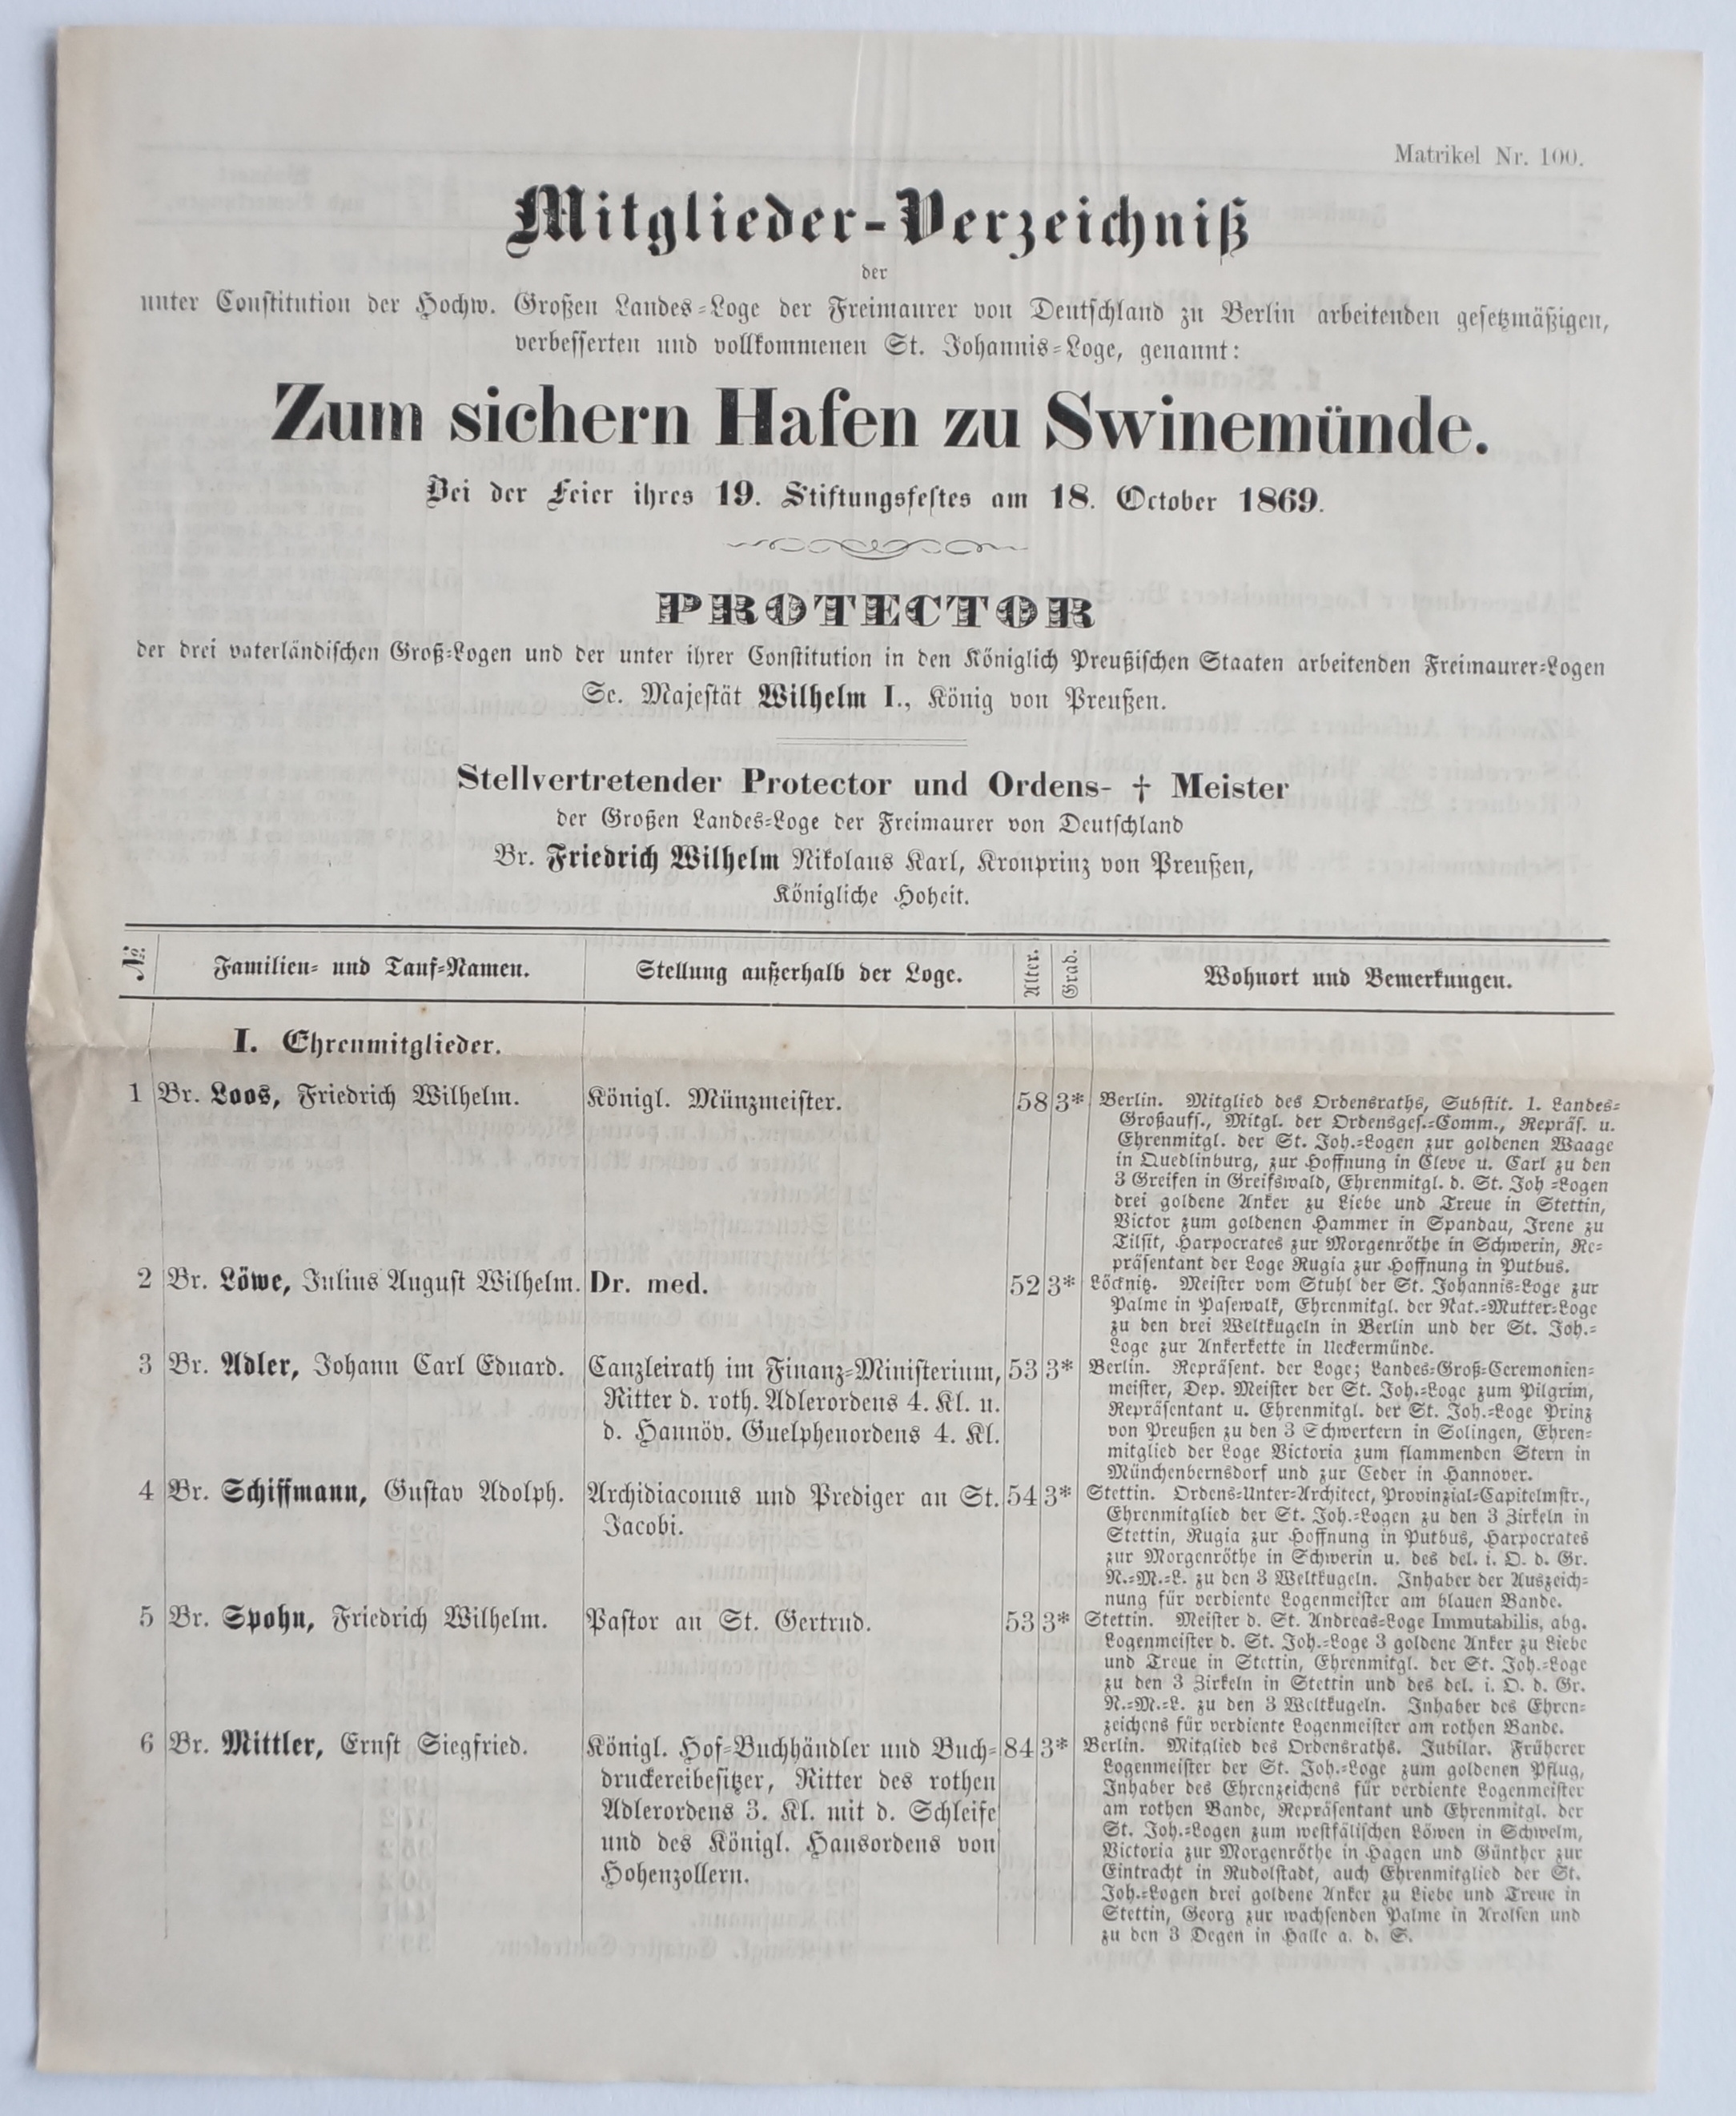 Matrikel Nr. 100.
Mitglieder-Verzeichniß
der
unter Constitution der Hochw. Großen Landes-Loge der Freimaurer von Deutschland zu Berlin arbeitenden gesetzmäßigen,
verbesserten und vollkommenen St. Johannis-Loge, genannt:
Zum sichern Hafen zu Swinemünde.
Bei der Feier ihres 19. Stiftungsfestes am 18. October 1869.
PROTECTOR
der drei vaterländischen Groß-Logen und der unter ihrer Constitution in den Königlich Preußischen Staaten arbeitenden Freimaurer-Logen
Se. Majestät Wilhelm I., König von Preußen.
Stellvertretender Protector und Ordens- † Meister
der Großen Landes-Loge der Freimaurer von Deutschland
Br. Friedrich Wilhelm Nikolaus Karl, Kronprinz von Preußen,
Königliche Hoheit.
No. Familien- und Tauf-Namen. Stellung außerhalb der Loge. Alter. Grad. Wohnort und Bemerkungen.
I. Ehrenmitglieder.
1 Br. Loos, Friedrich Wilhelm. Königl. Münzmeister. 58 3* Berlin. Mitglied des Ordensraths, Substit. 1. Landes-
Großaufs., Mitgl. der Ordensges.-Comm., Repräs. u.
Ehrenmitgl. der St. Joh.-Logen zur goldenen Waage
in Quedlinburg, zur Hoffnung in Cleve u. Carl zu den
3 Greifen in Greifswald, Ehrenmitgl. d. St. Joh -Logen
drei goldene Anker zu Liebe und Treue in Stettin,
Victor zum goldenen Hammer in Spandau, Irene zu
Tilsit, Harpocrates zur Morgenröthe in Schwerin, Re-
präsentant der Loge Rugia zur Hoffnung in Putbus.
2 Br. Löwe, Julius August Wilhelm. Dr. med. 52 3* Löcknitz. Meister vom Stuhl der St. Johannis-Loge zur
Palme in Pasewalk, Ehrenmitgl. der Nat.-Mutter-Loge
zu den drei Weltkugeln in Berlin und der St. Joh.-
Loge zur Ankerkette in Ueckermünde.
3 Br. Adler, Johann Carl Eduard. Canzleirath im Finanz-Ministerium, 53 3* Berlin. Repräsent. der Loge; Landes-Groß-Ceremonien-
meister, Dep. Meister der St. Joh.-Loge zum Pilgrim,
Ritter d. roth. Adlerordens 4. Kl. u. Repräsentant u. Ehrenmitgl. der St. Joh.-Loge Prinz
von Preußen zu den 3 Schwertern in Solingen, Ehren-
d. Hannöv. Guelphenordens 4. Kl. mitglied der Loge Victoria zum flammenden Stern in
Münchenbernsdorf und zur Ceder in Hannover.
4 Br. Schiffmann, Gustav Adolph. Archidiaconus und Prediger an St. 54 3* Stettin. Ordens-Unter-Architect, Provinzial-Capitelmstr.,
Ehrenmitglied der St. Joh.-Logen zu den 3 Zirkeln in
Jacobi. Stettin, Rugia zur Hoffnung in Putbus, Harpocrates
zur Morgenröthe in Schwerin u. des del. i. O. d. Gr.
N.-M.-L. zu den 3 Weltkugeln. Inhaber der Auszeich-
nung für verdiente Logenmeister am blauen Bande.
5 Br. Spohn, Friedrich Wilhelm. Pastor an St. Gertrud. 53 3* Stettin. Meister d. St. Andreas-Loge Immutabilis, abg.
Logenmeister d. St. Joh.-Loge 3 goldene Anker zu Liebe
und Treue in Stettin, Ehrenmitgl. der St. Joh.-Loge
zu den 3 Zirkeln in Stettin und des del. i. O. d. Gr.
N.-M.-L. zu den 3 Weltkugeln. Inhaber des Ehren-
zeichens für verdiente Logenmeister am rothen Bande.
6 Br. Mittler, Ernst Siegfried. Königl. Hof-Buchhändler und Buch- 84 3* Berlin. Mitglied des Ordensraths. Jubilar. Früherer
Logenmeister der St. Joh.-Loge zum goldenen Pflug,
druckereibesitzer, Ritter des rothen Inhaber des Ehrenzeichens für verdiente Logenmeister
Adlerordens 3. Kl. mit d. Schleife am rothen Bande, Repräsentant und Ehrenmitgl. der
St. Joh.-Logen zum westfälischen Löwen in Schwelm,
und des Königl. Hausordens von Victoria zur Morgenröthe in Hagen und Günther zur
Hohenzollern. Eintracht in Rudolstadt, auch Ehrenmitglied der St.
Joh.-Logen drei goldene Anker zu Liebe und Treue in
Stettin, Georg zur wachsenden Palme in Arolsen und
zu den 3 Degen in Halle a. d. S.